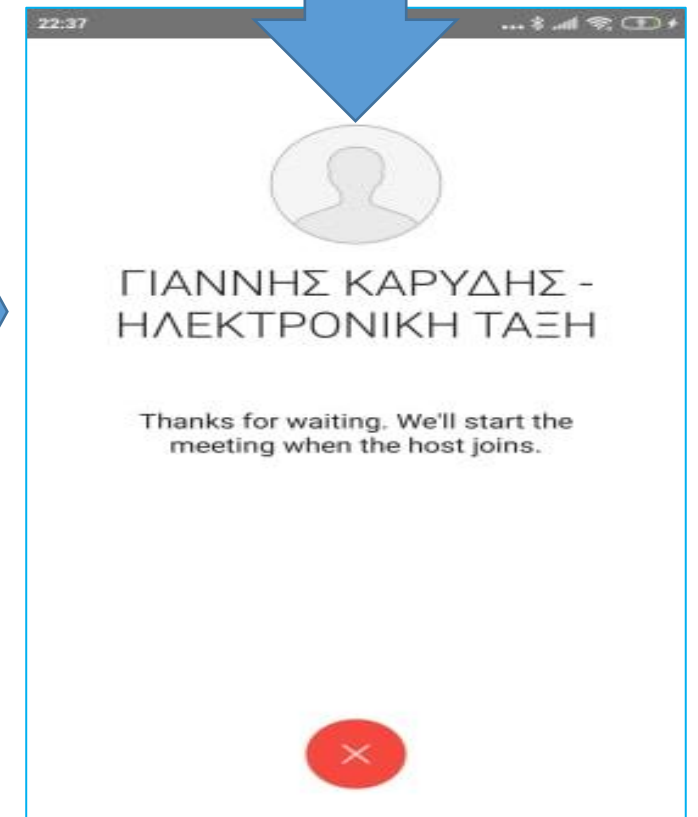 22:37
ΓΙΑΝΝΗΣ ΚΑΡΥΔΗΣ -
ΗΛΕΚΤΡΟΝΙΚΗ ΤΑΞΗ
Thanks for waiting. We'll start the
meeting when the host joins.